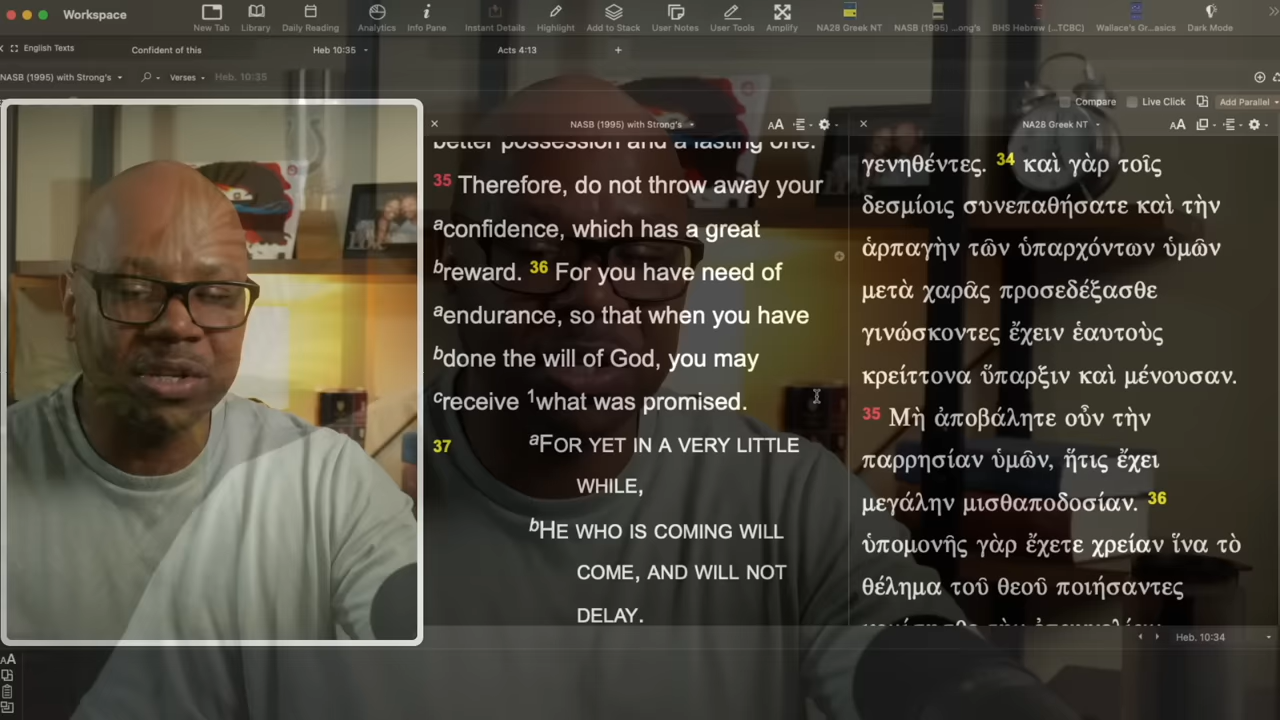 Workspace
New Tab
Library
Daily Reading
Analytics
Info Pane
Instant Details
Highlight
Add to Stack
User Notes
User Tools
Amplify
NA28 Greek NT
NASB (1995) ...ong's
BHS Hebrew (...TCBC)
Wallace's Gr...asics
Dark Mode
English Texts
Confident of this
Heb 10:35
Acts 4:13
NASB (1995) with Strong's
Verses
Heb. 10:35
Compare
Live Click
Add Parallel
NASB (1995) with Strong's
better possession and a lasting one.
35 Therefore, do not throw away your
aconfidence, which has a great
breward. 36 For you have need of
aendurance, so that when you have
bdone the will of God, you may
creceive 1what was promised.
37 aFOR YET IN A VERY LITTLE
WHILE,
bHE WHO IS COMING WILL
COME, AND WILL NOT
DELAY.
NA28 Greek NT
γενηθέντες. 34 καὶ γὰρ τοῖς
δεσμίοις συνεπαθήσατε καὶ τὴν
ἁρπαγὴν τῶν ὑπαρχόντων ὑμῶν
μετὰ χαρᾶς προσεδέξασθε
γινώσκοντες ἔχειν ἑαυτοὺς
κρείττονα ὕπαρξιν καὶ μένουσαν.
35 Μὴ ἀποβάλητε οὖν τὴν
παρρησίαν ὑμῶν, ἥτις ἔχει
μεγάλην μισθαποδοσίαν. 36
ὑπομονῆς γὰρ ἔχετε χρείαν ἵνα τὸ
θέλημα τοῦ θεοῦ ποιήσαντες
Heb. 10:34